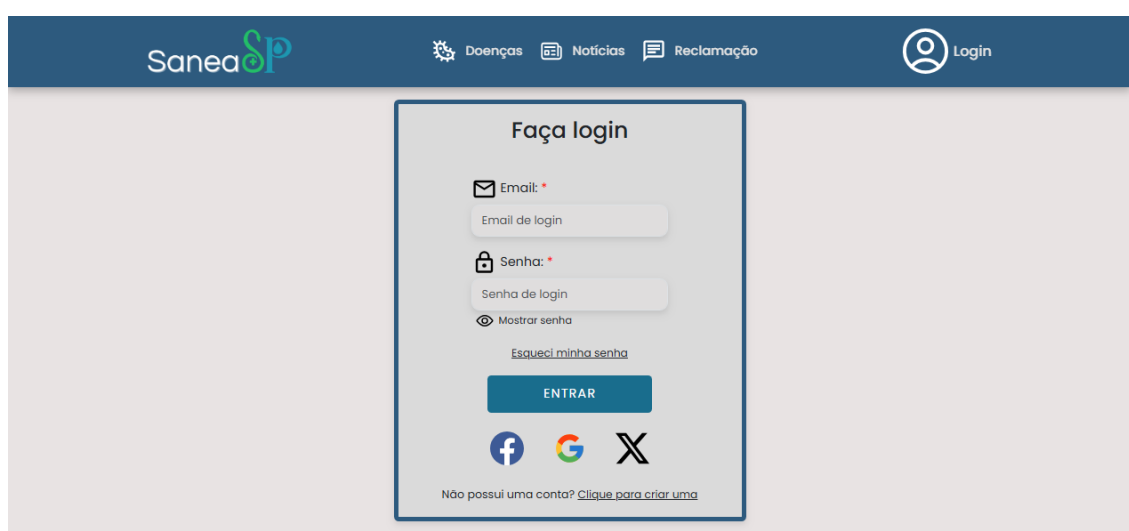 SaneaSP
Doenças
Notícias
Reclamação
Login
Faça login
Email: *
Email de login
Senha: *
Senha de login
Mostrar senha
Esqueci minha senha
ENTRAR
Não possui uma conta? Clique para criar uma